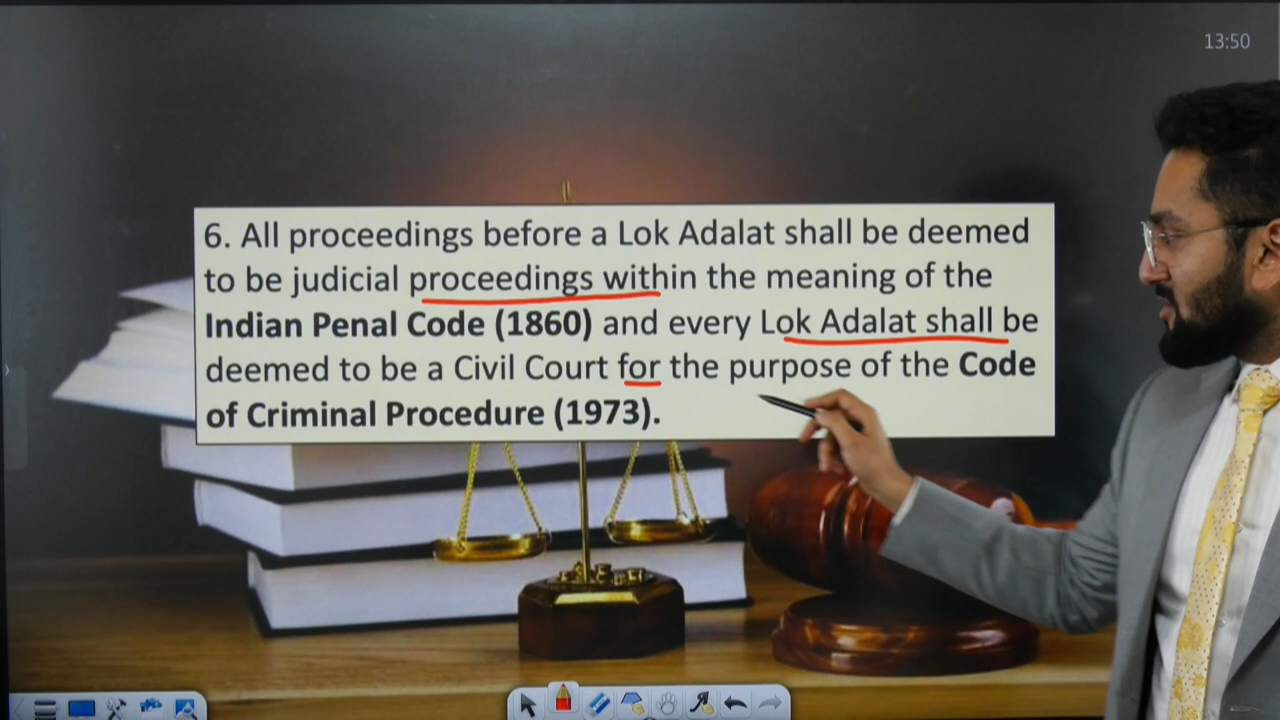 13:50
6. All proceedings before a Lok Adalat shall be deemed
to be judicial proceedings within the meaning of the
Indian Penal Code (1860) and every Lok Adalat shall be
deemed to be a Civil Court for the purpose of the Code
of Criminal Procedure (1973).